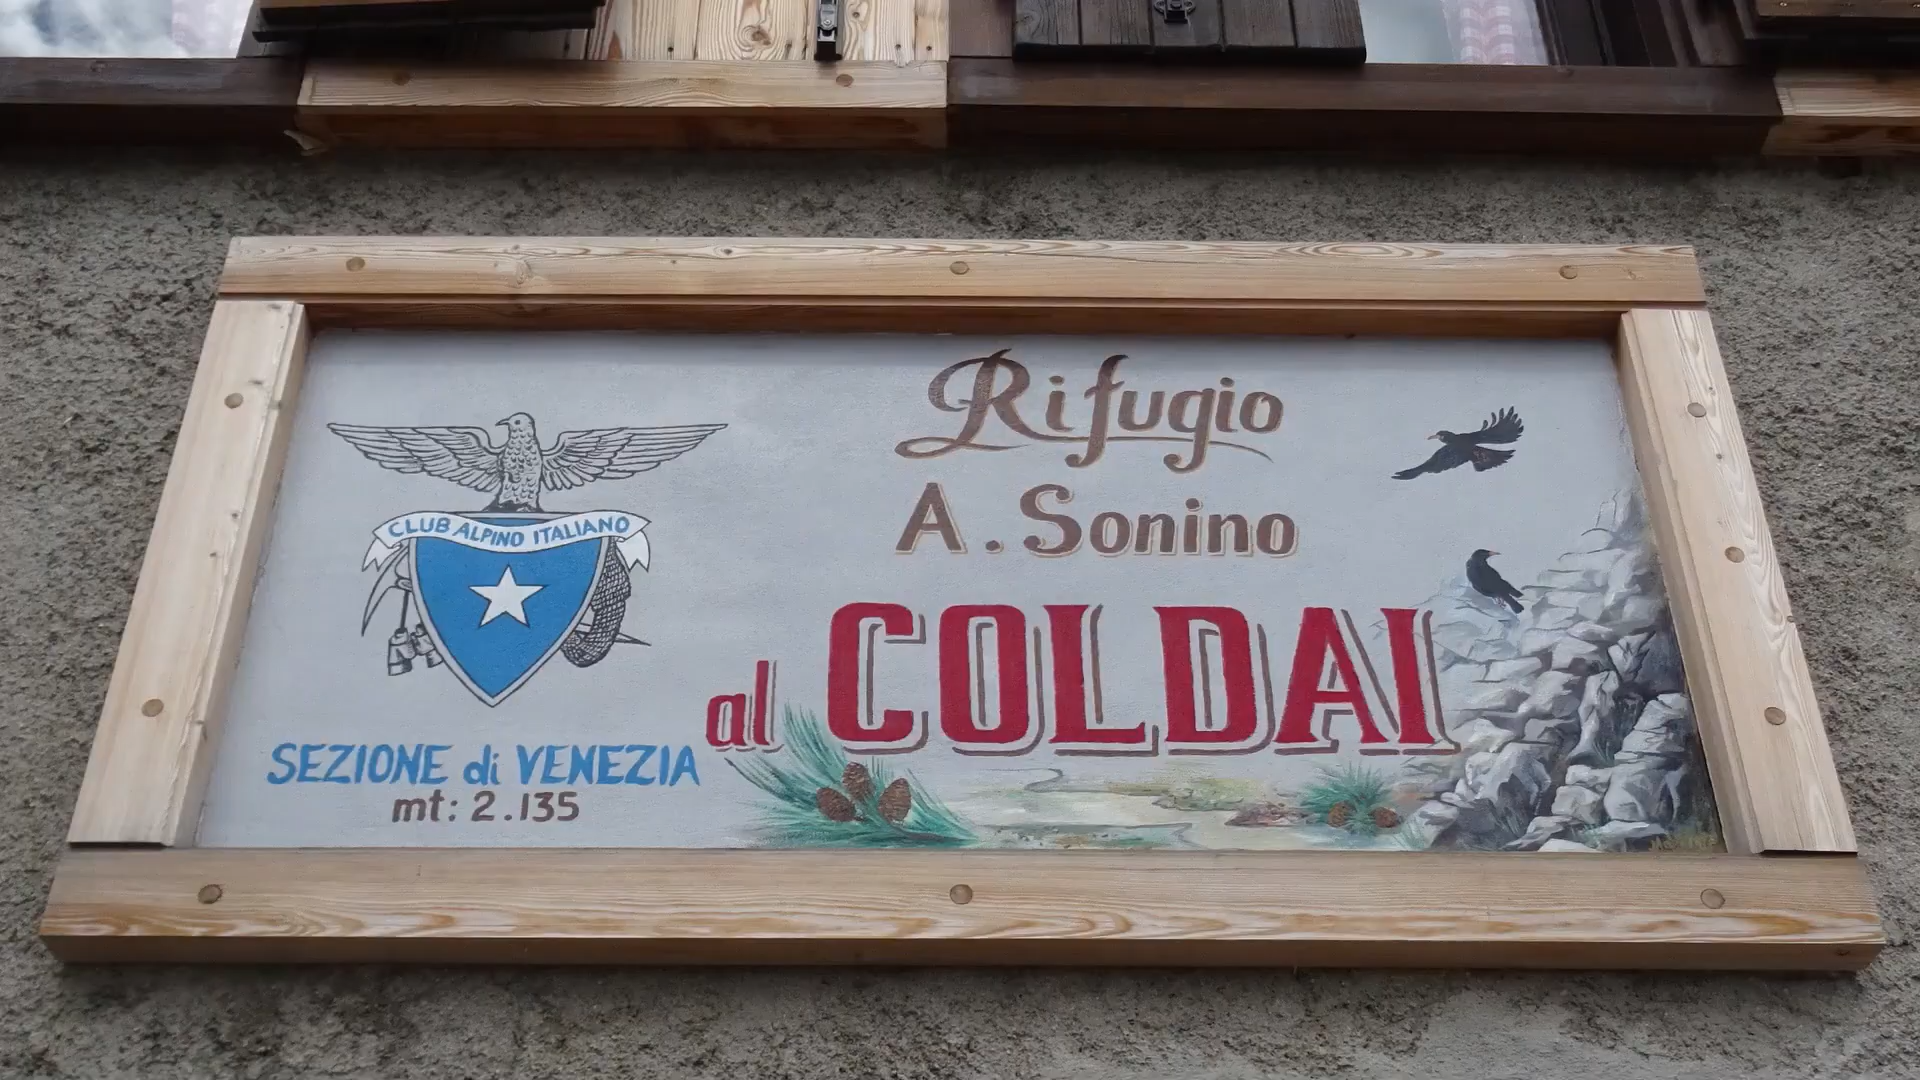 CLUB ALPINO ITALIANO
SEZIONE di VENEZIA
mt: 2.135
Rifugio
A. Sonino
al COLDAI